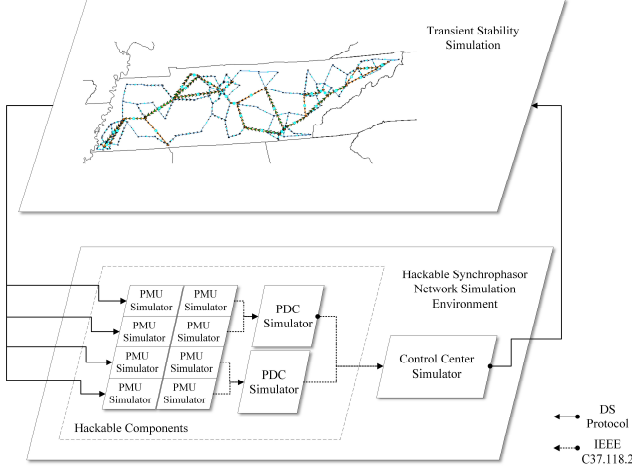 Transient Stability
Simulation
Hackable Synchrophasor
Network Simulation
Environment
PMU
Simulator
PMU
Simulator
PMU
Simulator
PMU
Simulator
PMU
Simulator
PMU
Simulator
PMU
Simulator
PMU
Simulator
PDC
Simulator
PDC
Simulator
Control Center
Simulator
Hackable Components
DS
Protocol
IEEE
C37.118.2